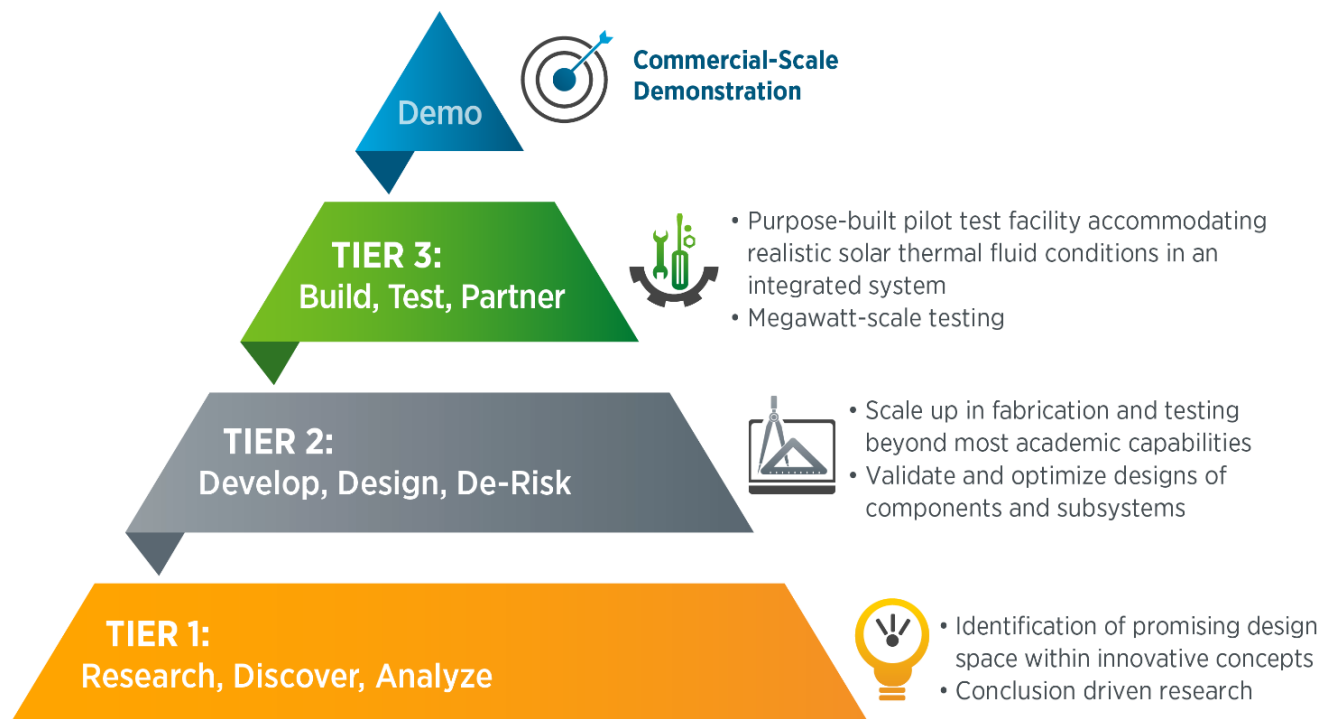 Demo
Commercial-Scale
Demonstration
TIER 3:
Build, Test, Partner
• Purpose-built pilot test facility accommodating
realistic solar thermal fluid conditions in an
integrated system
• Megawatt-scale testing
TIER 2:
Develop, Design, De-Risk
• Scale up in fabrication and testing
beyond most academic capabilities
• Validate and optimize designs of
components and subsystems
TIER 1:
Research, Discover, Analyze
• Identification of promising design
space within innovative concepts
• Conclusion driven research